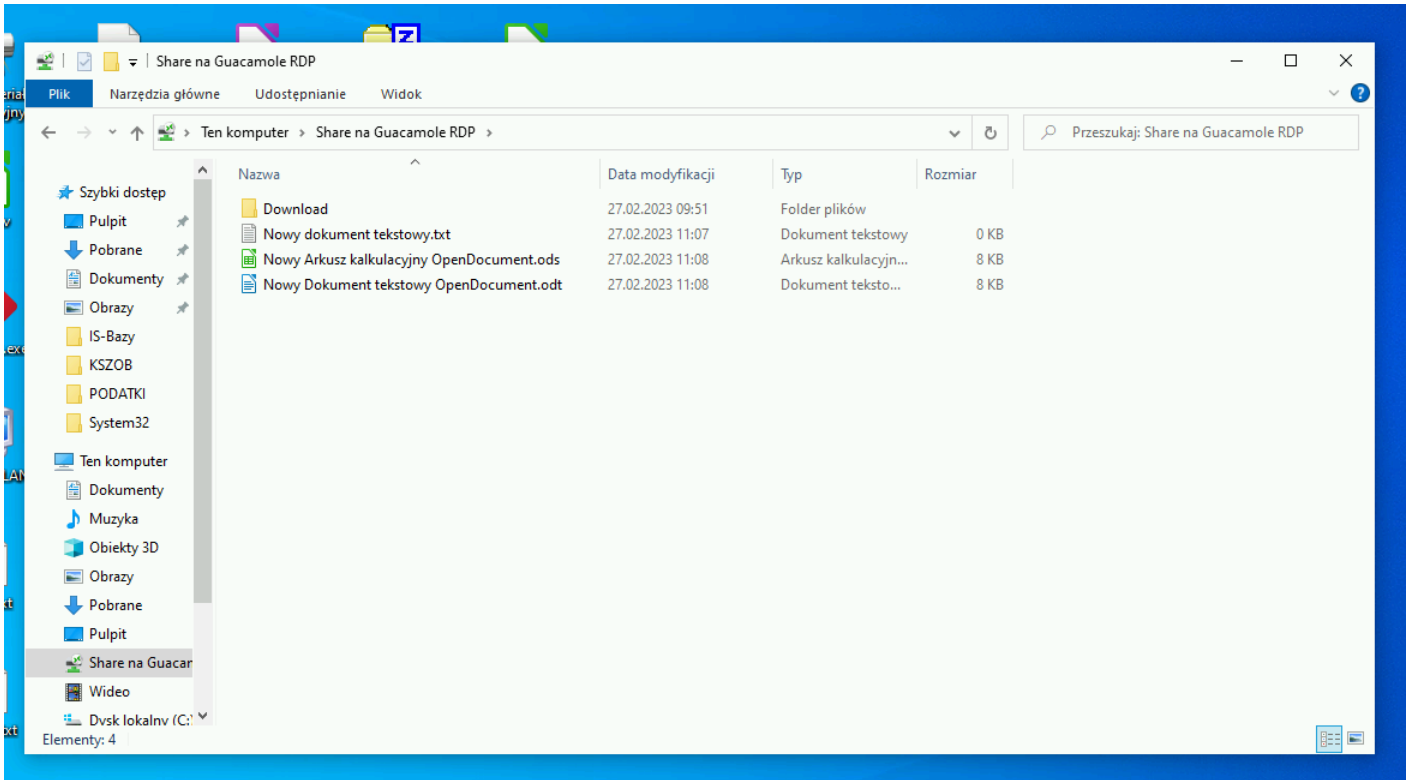 Share na Guacamole RDP
Plik Narzędzia główne Udostępnianie Widok
Ten komputer › Share na Guacamole RDP ›
Przeszukaj: Share na Guacamole RDP
Szybki dostęp
Pulpit
Pobrane
Dokumenty
Obrazy
IS-Bazy
KSZOB
PODATKI
System32
Ten komputer
Dokumenty
Muzyka
Obiekty 3D
Obrazy
Pobrane
Pulpit
Share na Guacar
Wideo
Dysk lokalny (C:)
Nazwa Data modyfikacji Typ Rozmiar
Download 27.02.2023 09:51 Folder plików
Nowy dokument tekstowy.txt 27.02.2023 11:07 Dokument tekstowy 0 KB
Nowy Arkusz kalkulacyjny OpenDocument.ods 27.02.2023 11:08 Arkusz kalkulacyjn... 8 KB
Nowy Dokument tekstowy OpenDocument.odt 27.02.2023 11:08 Dokument teksto... 8 KB
Elementy: 4